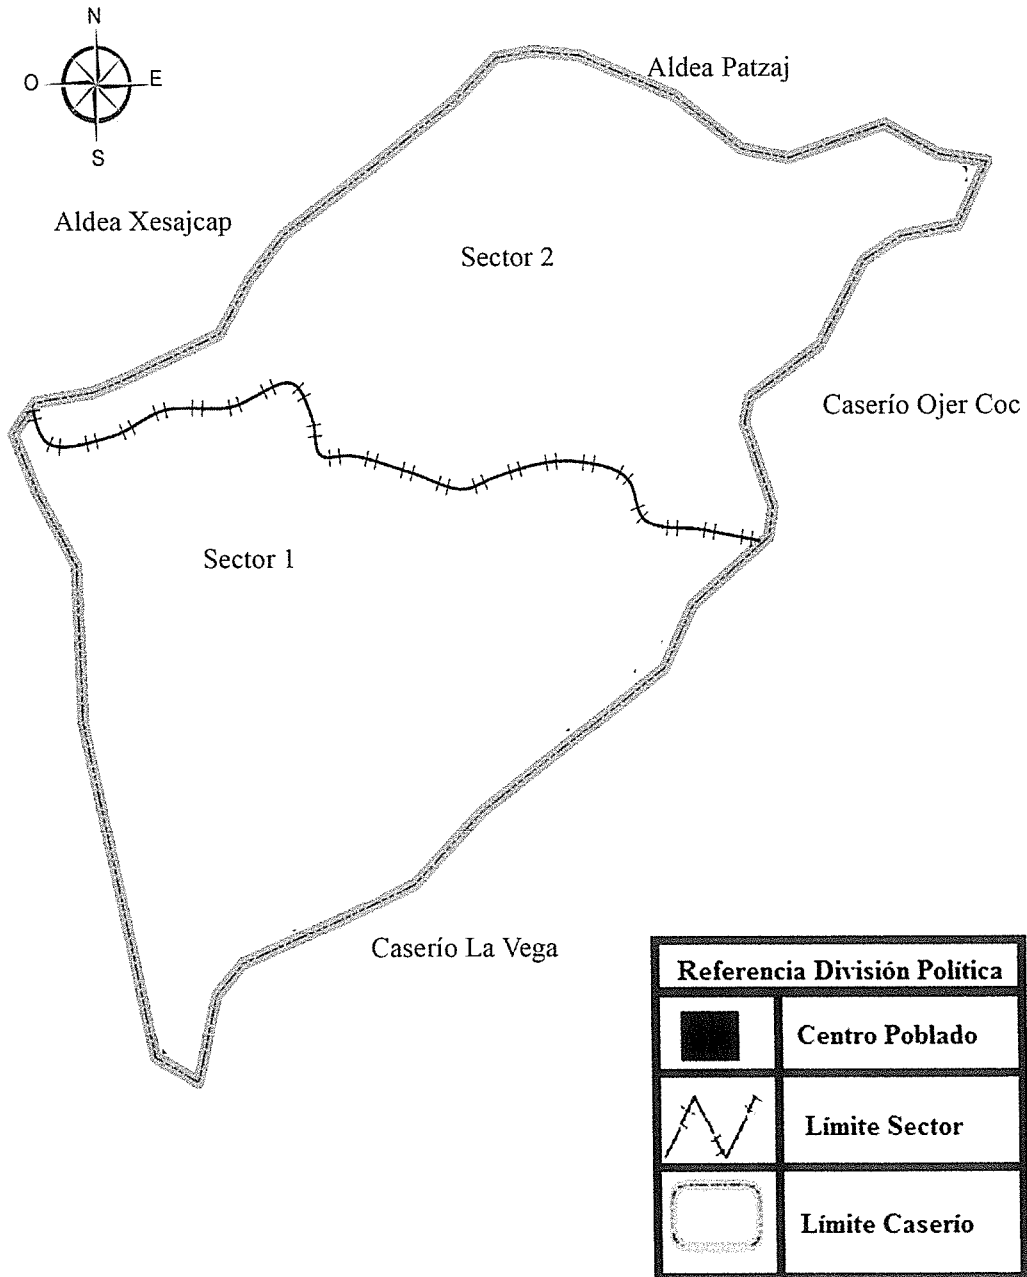 N
Aldea Patzaj
O
E
S
Aldea Xesajcap
Sector 2
Caserío Ojer Coc
Sector 1
Caserío La Vega
Referencia División Política
Centro Poblado
Límite Sector
Límite Caserío